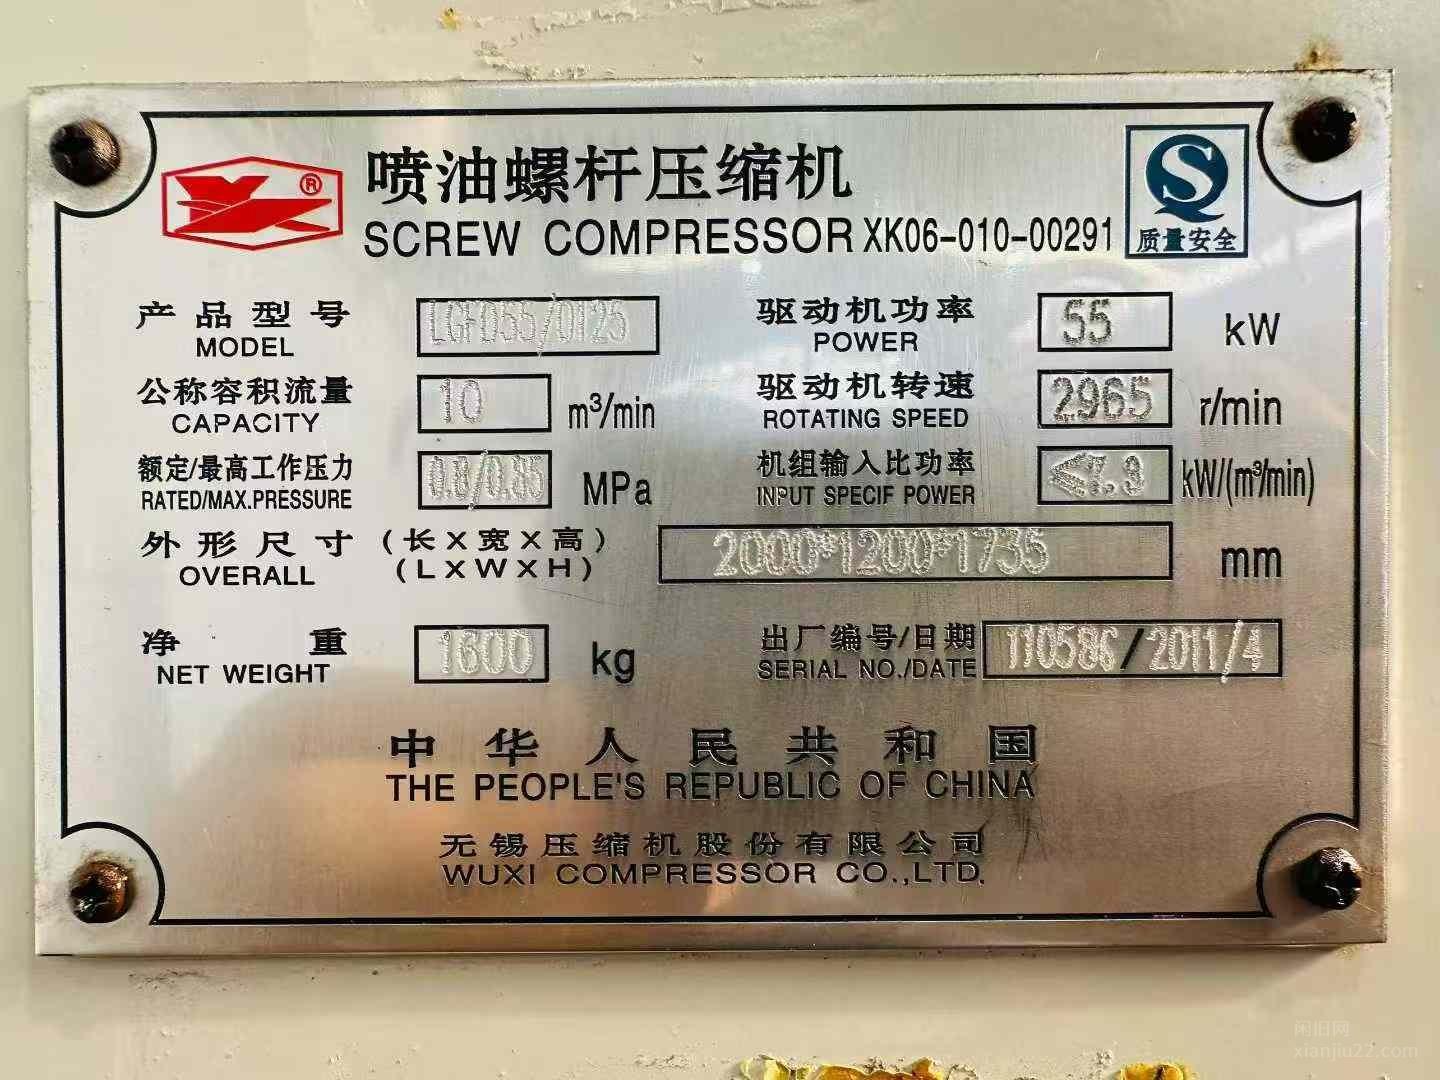 喷油螺杆压缩机
SCREW COMPRESSOR XK06-010-00291
质量安全
产品型号 LGFD55/0125 驱动机功率 55 kW
MODEL POWER
公称容积流量 10 m³/min 驱动机转速 2965 r/min
CAPACITY ROTATING SPEED
额定/最高工作压力 0.8/0.85 MPa 机组输入比功率 ≤7.3 kW/(m³/min)
RATED/MAX.PRESSURE INPUT SPECIF POWER
外形尺寸 (长X宽X高) 2000*1200*1735 mm
OVERALL (LXWXH)
净重 1600 kg 出厂编号/日期 110586/2011/4
NET WEIGHT SERIAL NO./DATE
中华人民共和国
THE PEOPLE'S REPUBLIC OF CHINA
无锡压缩机股份有限公司
WUXI COMPRESSOR CO.,LTD.
闲旧网
xianjiu22.com